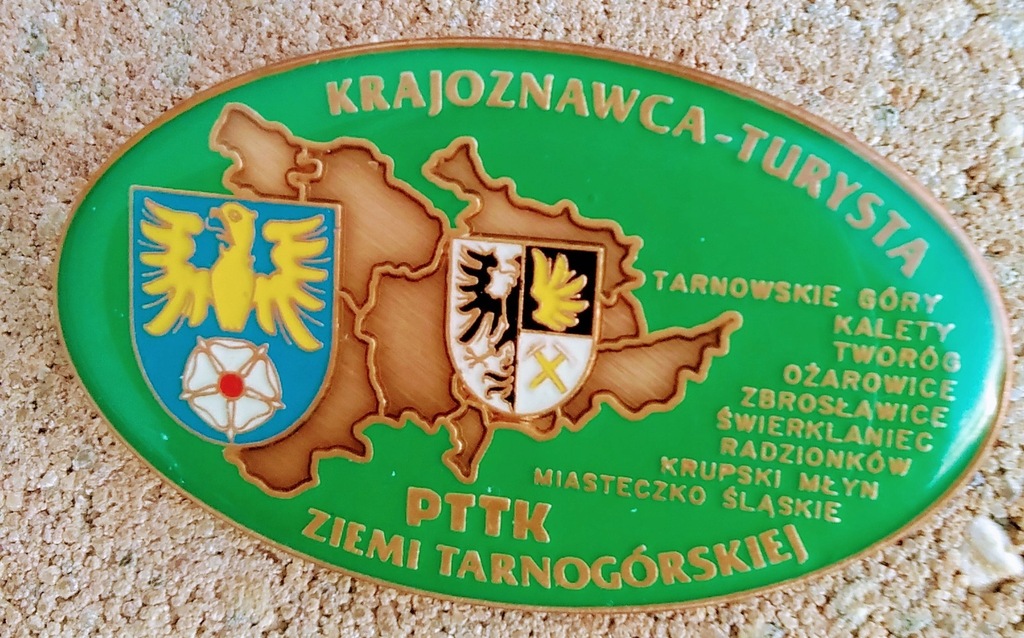 KRAJOZNAWCA-TURYSTA
TARNOWSKIE GÓRY
KALETY
TWORÓG
OŻAROWICE
ZBROSŁAWICE
ŚWIERKLANIEC
RADZIONKÓW
KRUPSKI MŁYN
MIASTECZKO ŚLĄSKIE
PTTK
ZIEMI TARNOGÓRSKIEJ